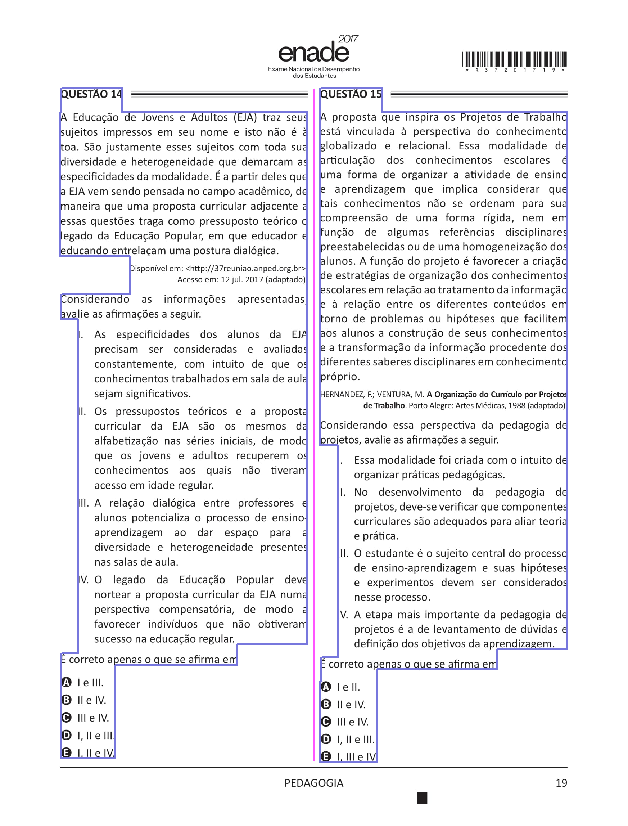 enade 2017
Exame Nacional de Desempenho
dos Estudantes
*R3720171 9*
QUESTÃO 14
A Educação de Jovens e Adultos (EJA) traz seus
sujeitos impressos em seu nome e isto não é à
toa. São justamente esses sujeitos com toda sua
diversidade e heterogeneidade que demarcam as
especificidades da modalidade. É a partir deles que
a EJA vem sendo pensada no campo acadêmico, de
maneira que uma proposta curricular adjacente a
essas questões traga como pressuposto teórico o
legado da Educação Popular, em que educador e
educando entrelaçam uma postura dialógica.
Disponível em: <http://37reuniao.anped.org.br>
Acesso em: 12 jul. 2017 (adaptado)
Considerando as informações apresentadas,
avalie as afirmações a seguir.
I. As especificidades dos alunos da EJA
precisam ser consideradas e avaliadas
constantemente, com intuito de que os
conhecimentos trabalhados em sala de aula
sejam significativos.
II. Os pressupostos teóricos e a proposta
curricular da EJA são os mesmos da
alfabetização nas séries iniciais, de modo
que os jovens e adultos recuperem os
conhecimentos aos quais não tiveram
acesso em idade regular.
III. A relação dialógica entre professores e
alunos potencializa o processo de ensino-
aprendizagem ao dar espaço para a
diversidade e heterogeneidade presentes
nas salas de aula.
IV. O legado da Educação Popular deve
nortear a proposta curricular da EJA numa
perspectiva compensatória, de modo a
favorecer indivíduos que não obtiveram
sucesso na educação regular.
É correto apenas o que se afirma em
A I e III.
B II e IV.
C III e IV.
D I, II e III.
E I, II e IV.
QUESTÃO 15
A proposta que inspira os Projetos de Trabalho
está vinculada à perspectiva do conhecimento
globalizado e relacional. Essa modalidade de
articulação dos conhecimentos escolares é
uma forma de organizar a atividade de ensino
e aprendizagem que implica considerar que
tais conhecimentos não se ordenam para sua
compreensão de uma forma rígida, nem em
função de algumas referências disciplinares
preestabelecidas ou de uma homogeneização dos
alunos. A função do projeto é favorecer a criação
de estratégias de organização dos conhecimentos
escolares em relação ao tratamento da informação
e à relação entre os diferentes conteúdos em
torno de problemas ou hipóteses que facilitem
aos alunos a construção de seus conhecimentos
e a transformação da informação procedente dos
diferentes saberes disciplinares em conhecimento
próprio.
HERNANDEZ, F.; VENTURA, M. A Organização do Currículo por Projetos
de Trabalho. Porto Alegre: Artes Médicas, 1988 (adaptado)
Considerando essa perspectiva da pedagogia de
projetos, avalie as afirmações a seguir.
I. Essa modalidade foi criada com o intuito de
organizar práticas pedagógicas.
II. No desenvolvimento da pedagogia de
projetos, deve-se verificar que componentes
curriculares são adequados para aliar teoria
e prática.
III. O estudante é o sujeito central do processo
de ensino-aprendizagem e suas hipóteses
e experimentos devem ser considerados
nesse processo.
IV. A etapa mais importante da pedagogia de
projetos é a de levantamento de dúvidas e
definição dos objetivos da aprendizagem.
É correto apenas o que se afirma em
A I e II.
B II e IV.
C III e IV.
D I, II e III.
E I, III e IV.
PEDAGOGIA
19